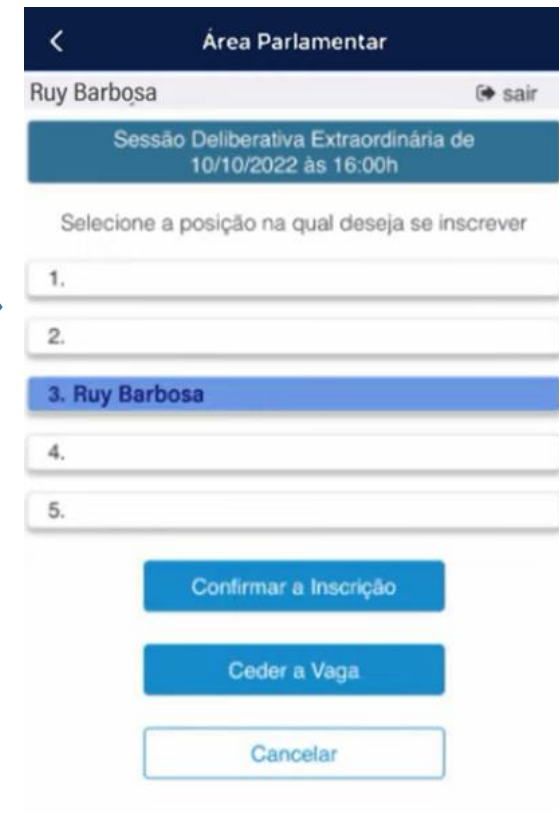 Área Parlamentar
Ruy Barbosa sair
Sessão Deliberativa Extraordinária de
10/10/2022 às 16:00h
Selecione a posição na qual deseja se inscrever
1.
2.
3. Ruy Barbosa
4.
5.
Confirmar a Inscrição
Ceder a Vaga
Cancelar